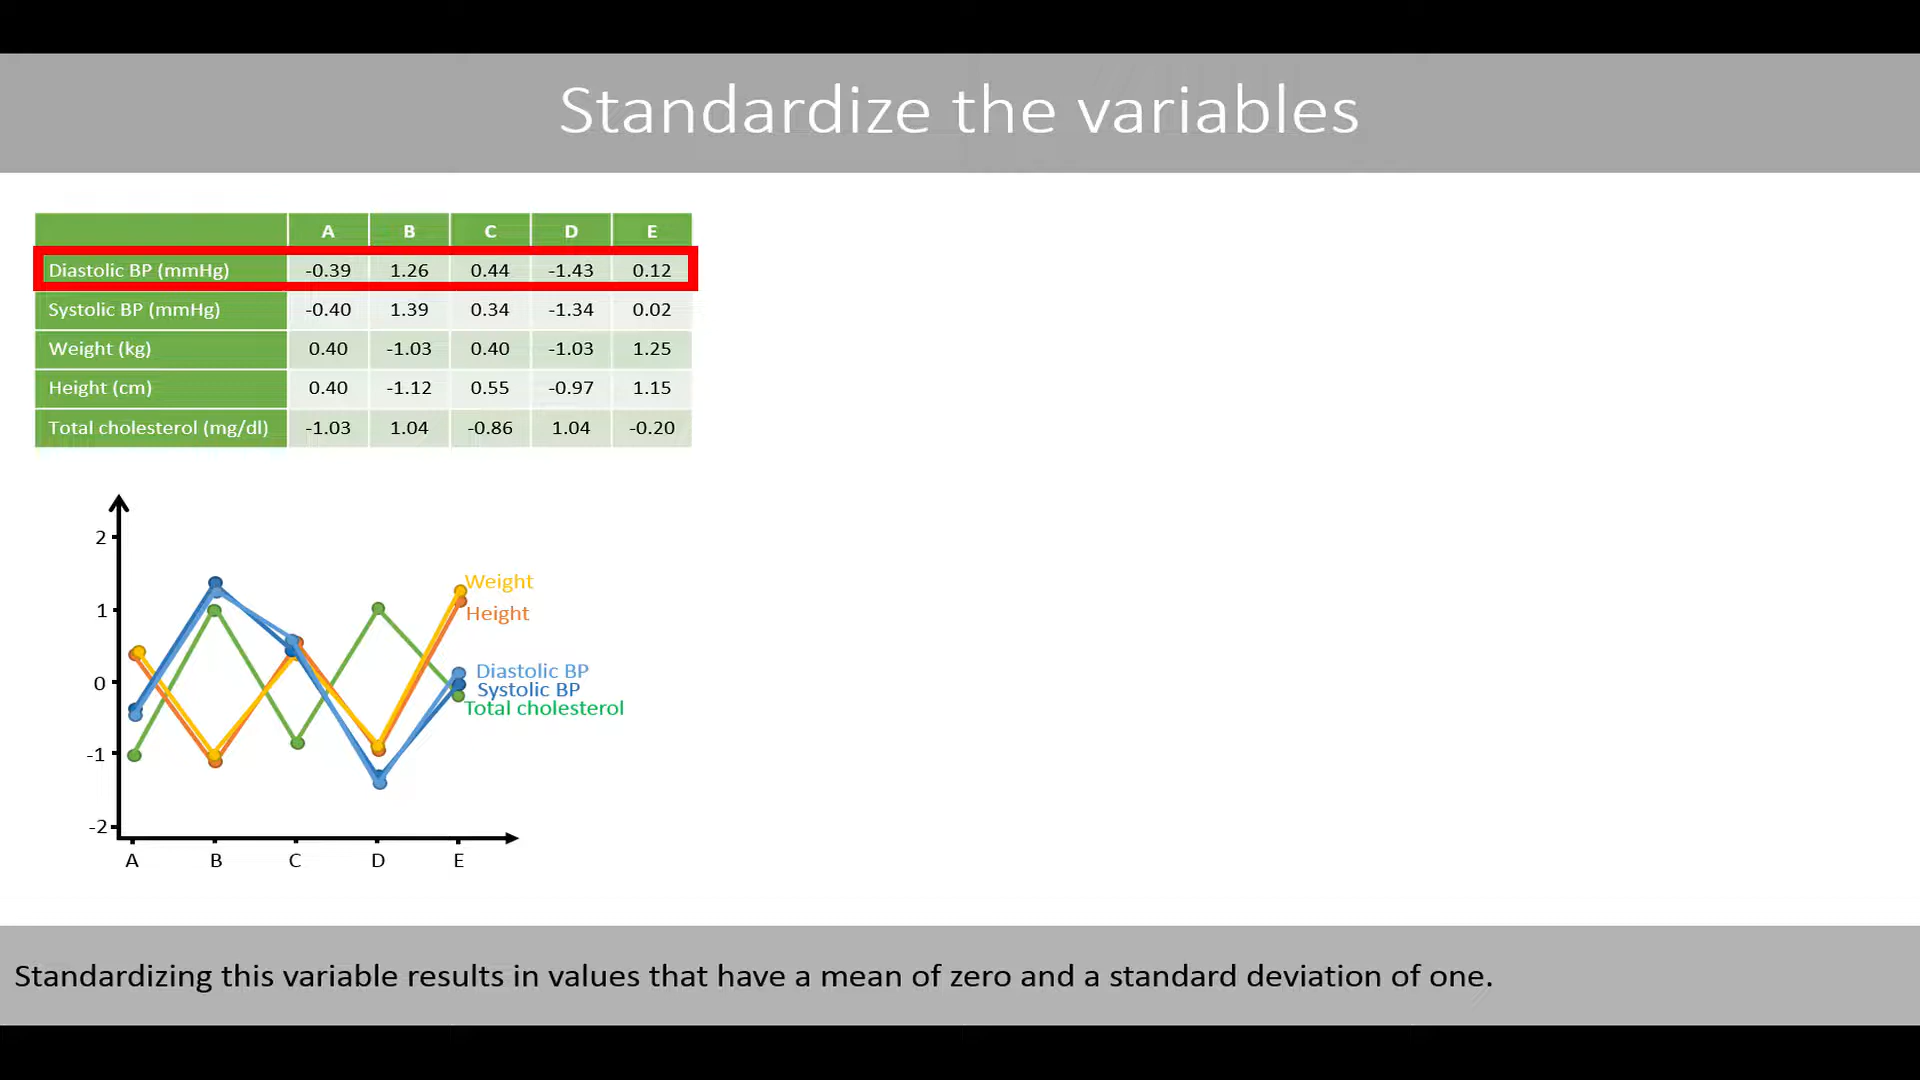 Standardize the variables
A B C D E
Diastolic BP (mmHg) -0.39 1.26 0.44 -1.43 0.12
Systolic BP (mmHg) -0.40 1.39 0.34 -1.34 0.02
Weight (kg) 0.40 -1.03 0.40 -1.03 1.25
Height (cm) 0.40 -1.12 0.55 -0.97 1.15
Total cholesterol (mg/dl) -1.03 1.04 -0.86 1.04 -0.20
2
Weight
1
Height
Diastolic BP
0
Systolic BP
Total cholesterol
-1
-2
A B C D E
Standardizing this variable results in values that have a mean of zero and a standard deviation of one.